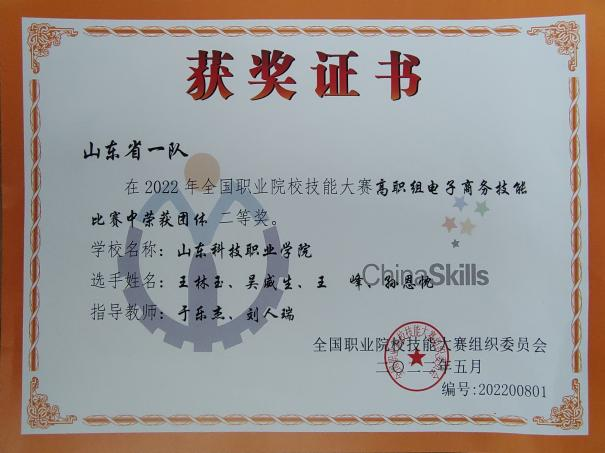 获奖证书
山东省一队
在2022年全国职业院校技能大赛高职组电子商务技能
比赛中荣获团体 二等奖。
学校名称：山东科技职业学院
选手姓名：王林玉、吴威生、王 峰、孙恩悦
ChinaSkills
指导教师：于乐杰、刘人瑞
全国职业院校技能大赛组织委员会
二〇二二年五月
编号:202200801